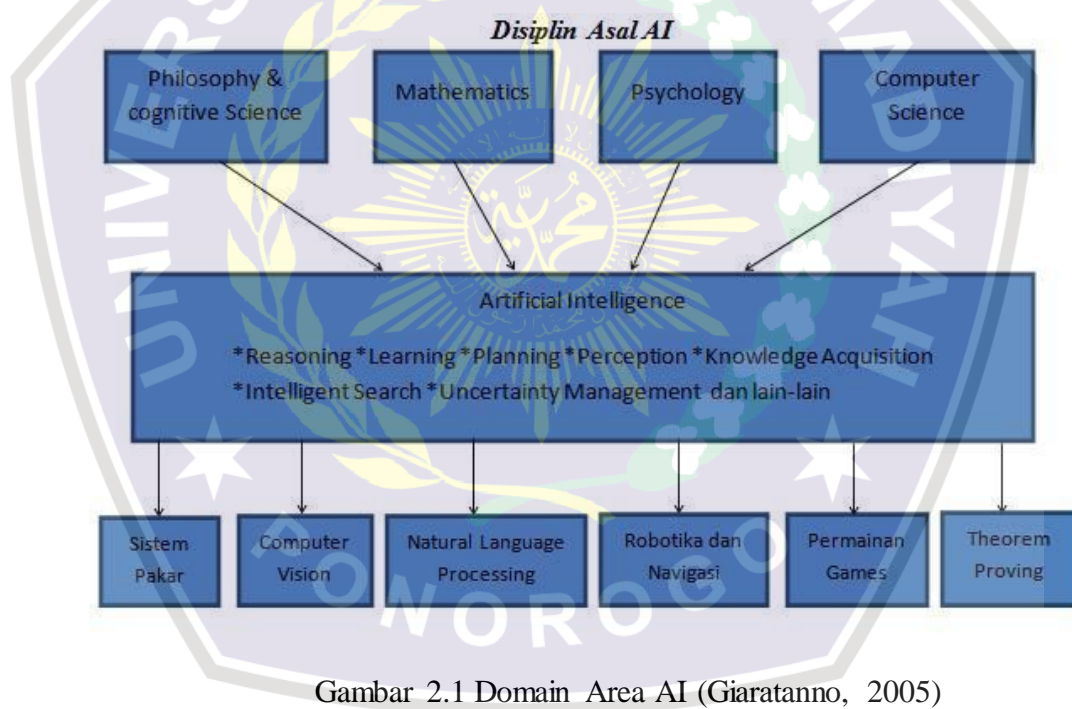 Disiplin Asal AI
Philosophy &
cognitive Science
Mathematics
Psychology
Computer
Science
Artificial Intelligence
*Reasoning *Learning *Planning *Perception *Knowledge Acquisition
*Intelligent Search *Uncertainty Management dan lain-lain
Sistem
Pakar
Computer
Vision
Natural Language
Processing
Robotika dan
Navigasi
Permainan
Games
Theorem
Proving
PONOROGO
Gambar 2.1 Domain Area AI (Giaratanno, 2005)